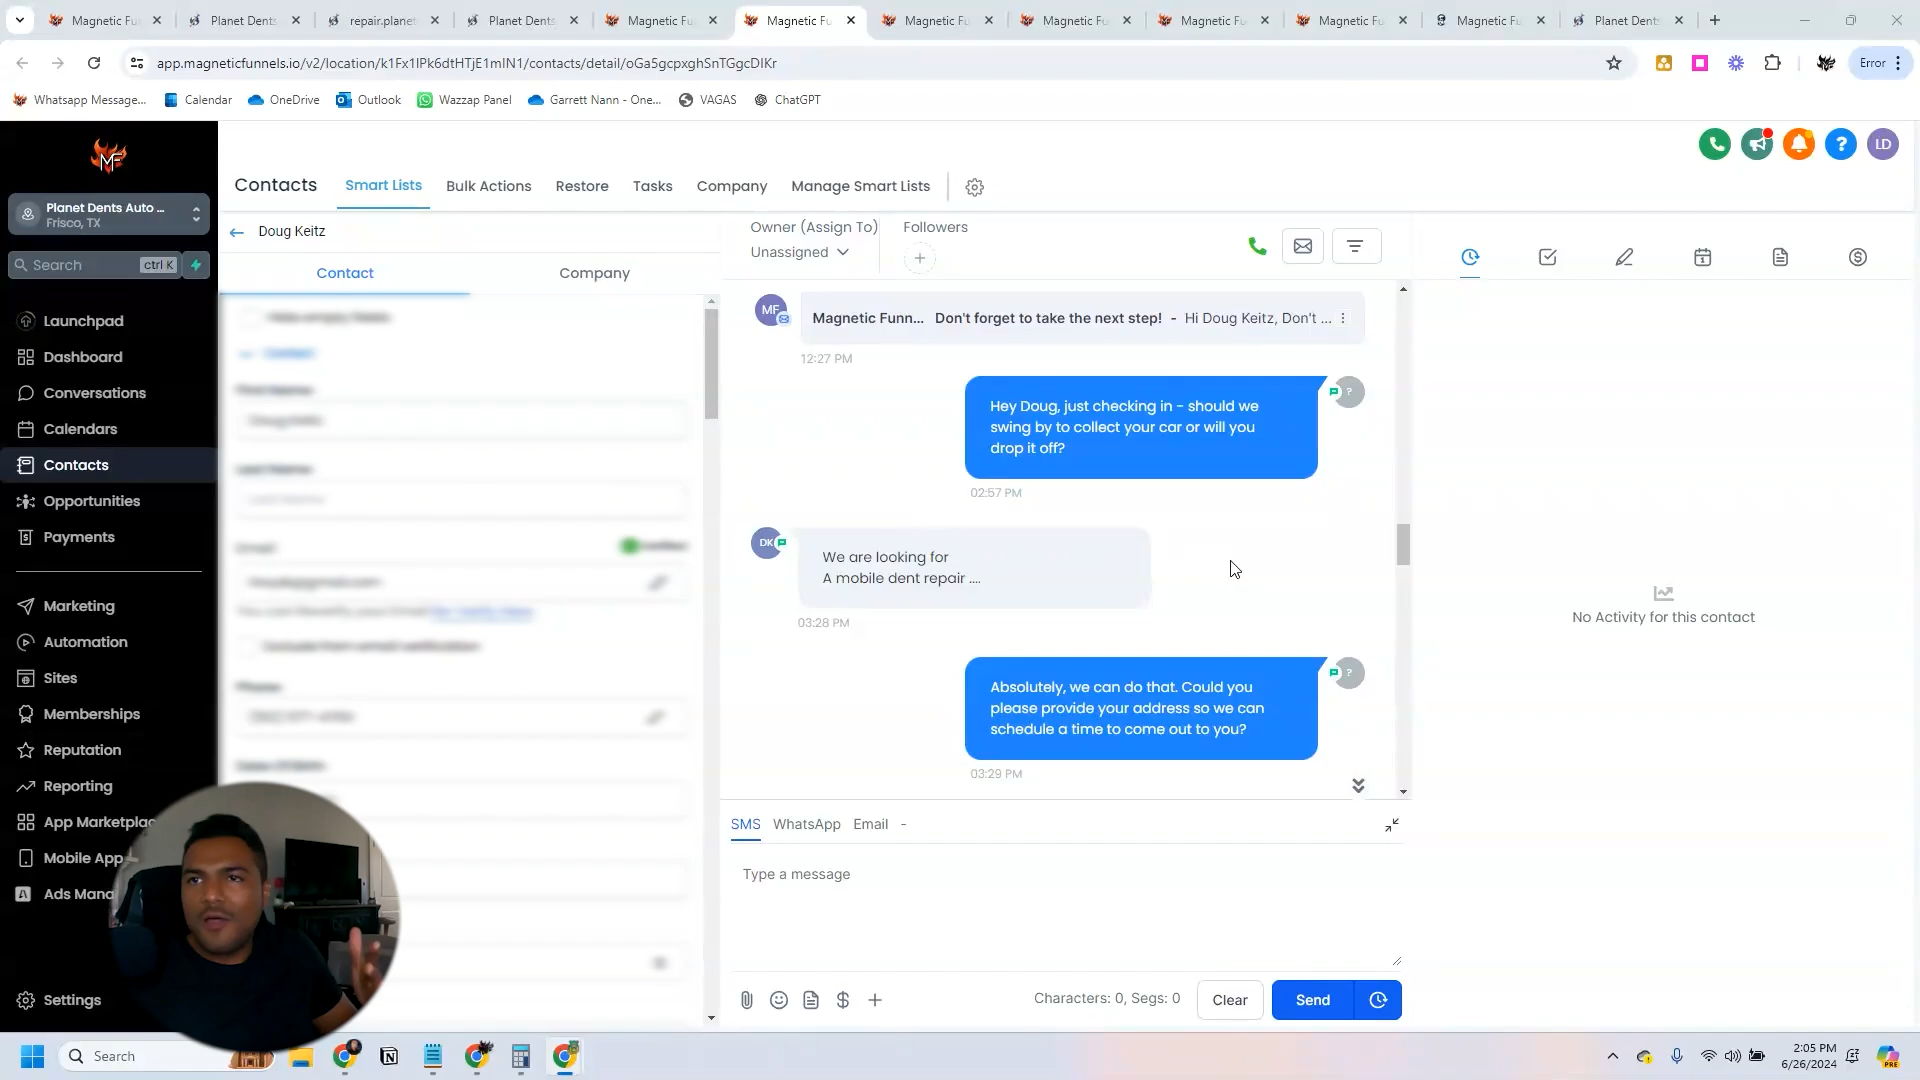 Magnetic Fu
Planet Dents
repair.planet
Planet Dents
Magnetic Fu
Magnetic Fu
Magnetic Fu
Magnetic Fu
Magnetic Fu
Magnetic Fu
Magnetic Fu
Planet Dents
app.magneticfunnels.io/v2/location/k1Fx1IPk6dtHTjE1mIN1/contacts/detail/oGa5gcpxghSnTGgcDIKr
Error
Whatsapp Message...
Calendar
OneDrive
Outlook
Wazzap Panel
Garrett Nann - One...
VAGAS
ChatGPT
MF
LD
Planet Dents Auto ...
Frisco, TX
Search
ctrl K
Launchpad
Dashboard
Conversations
Calendars
Contacts
Opportunities
Payments
Marketing
Automation
Sites
Memberships
Reputation
Reporting
App Marketplac
Mobile App
Ads Mana
Settings
Contacts
Smart Lists
Bulk Actions
Restore
Tasks
Company
Manage Smart Lists
Doug Keitz
Contact
Company
Owner (Assign To)
Unassigned
Followers
MF
Magnetic Funn... Don't forget to take the next step! - Hi Doug Keitz, Don't ...
12:27 PM
Hey Doug, just checking in - should we
swing by to collect your car or will you
drop it off?
?
02:57 PM
DK
We are looking for
A mobile dent repair ....
03:28 PM
Absolutely, we can do that. Could you
please provide your address so we can
schedule a time to come out to you?
?
03:29 PM
SMS
WhatsApp
Email
-
Type a message
Characters: 0, Segs: 0
Clear
Send
No Activity for this contact
Search
2:05 PM
6/26/2024
PRE